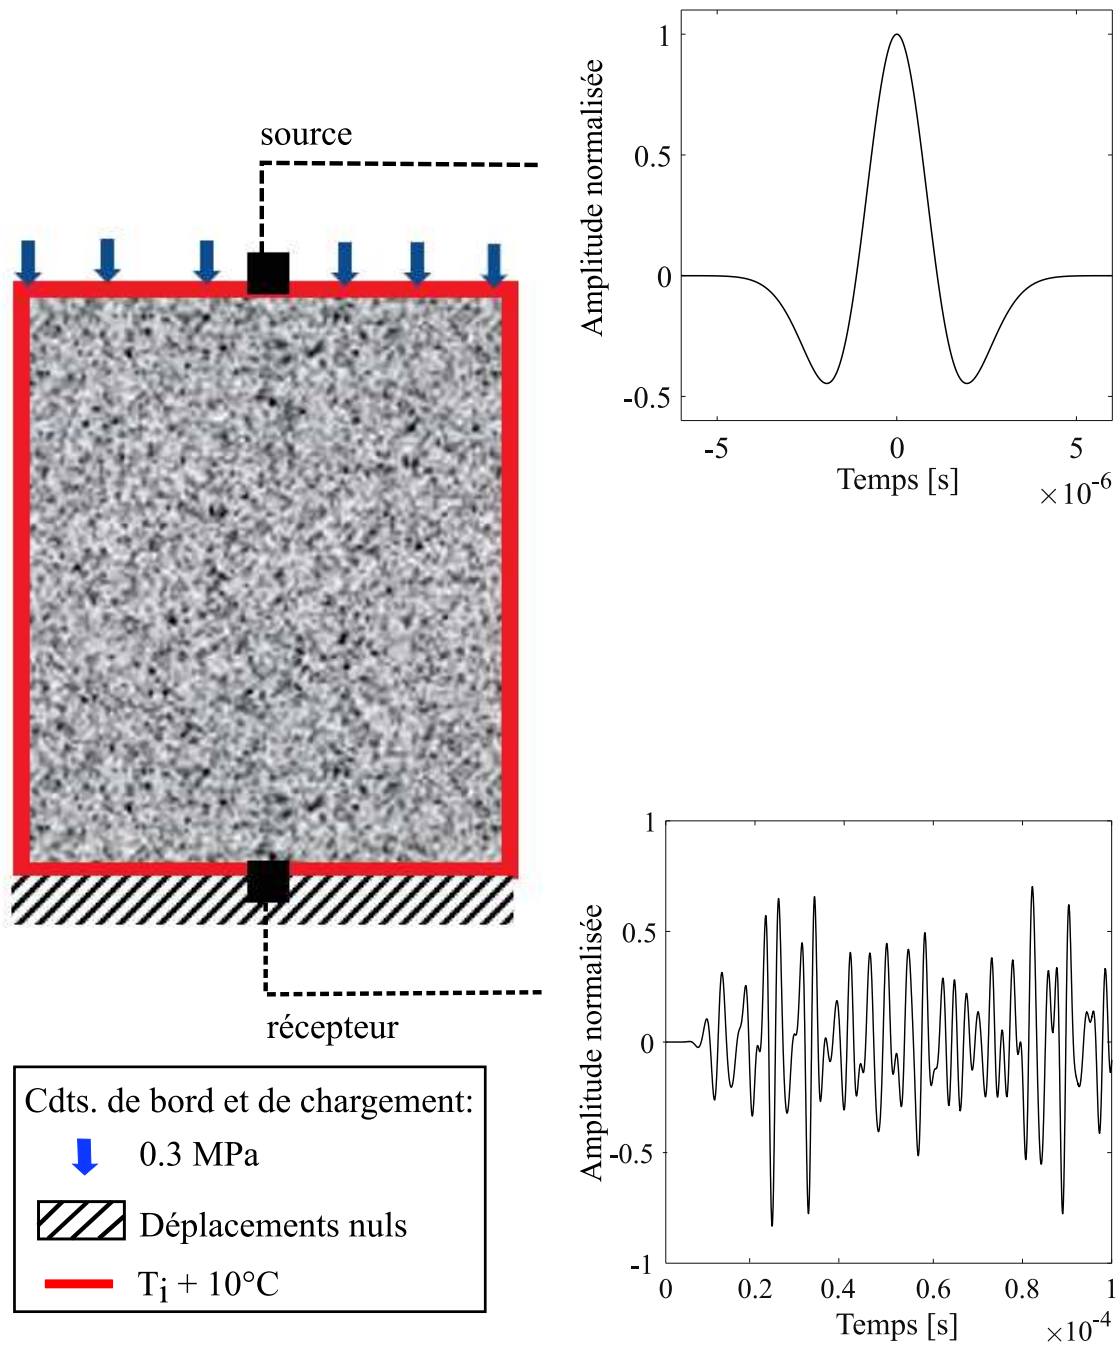 source
récepteur
Cdts. de bord et de chargement:
0.3 MPa
Déplacements nuls
Ti + 10°C
Amplitude normalisée
1
0.5
0
-0.5
-5
0
5
Temps [s]
×10-6
Amplitude normalisée
1
0.5
0
-0.5
-1
0
0.2
0.4
0.6
0.8
1
Temps [s]
×10-4